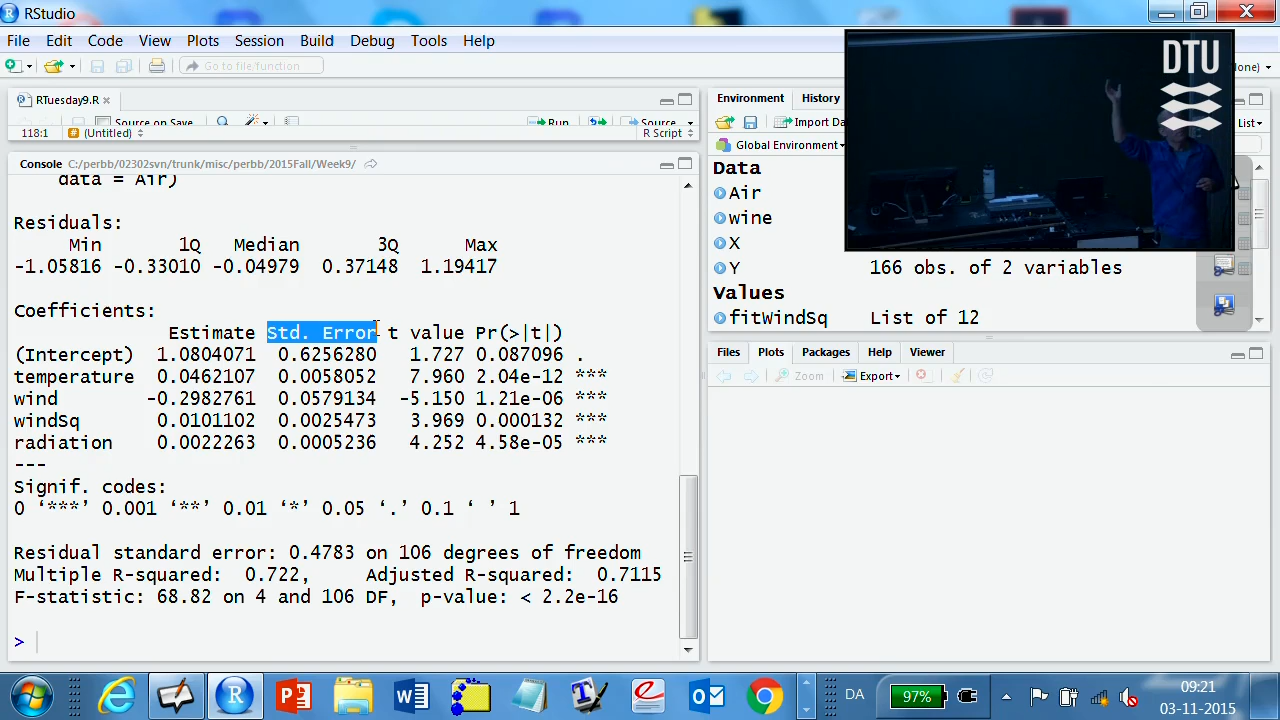 RStudio
File Edit Code View Plots Session Build Debug Tools Help
Go to file/function
RTuesday9.R
Source on Save Run Source
118:1 (Untitled) R Script
Console C:/perbb/02302svn/trunk/misc/perbb/2015Fall/Week9/
data = Air)
Residuals:
Min 1Q Median 3Q Max
-1.05816 -0.33010 -0.04979 0.37148 1.19417
Coefficients:
Estimate Std. Error t value Pr(>|t|)
(Intercept) 1.0804071 0.6256280 1.727 0.087096 .
temperature 0.0462107 0.0058052 7.960 2.04e-12 ***
wind -0.2982761 0.0579134 -5.150 1.21e-06 ***
windSq 0.0101102 0.0025473 3.969 0.000132 ***
radiation 0.0022263 0.0005236 4.252 4.58e-05 ***
---
Signif. codes:
0 ‘***’ 0.001 ‘**’ 0.01 ‘*’ 0.05 ‘.’ 0.1 ‘ ’ 1
Residual standard error: 0.4783 on 106 degrees of freedom
Multiple R-squared: 0.722, Adjusted R-squared: 0.7115
F-statistic: 68.82 on 4 and 106 DF, p-value: < 2.2e-16
>
DTU
one)
Environment History
Import Da
List
Global Environment
Data
Air
wine
X
Y 166 obs. of 2 variables
Values
fitWindSq List of 12
Files Plots Packages Help Viewer
Zoom Export
DA 97% 09:21
03-11-2015